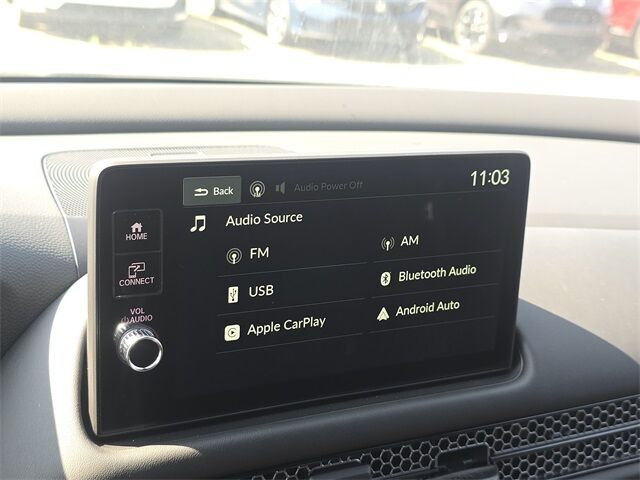 Back
Audio Power Off
11:03
HOME
CONNECT
VOL
AUDIO
Audio Source
FM
AM
USB
Bluetooth Audio
Apple CarPlay
Android Auto